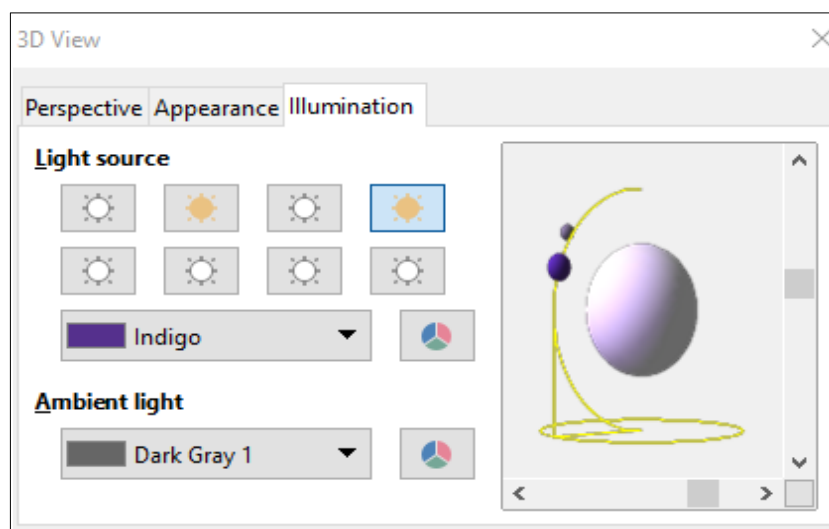 3D View
Perspective Appearance Illumination
Light source
Indigo
Ambient light
Dark Gray 1